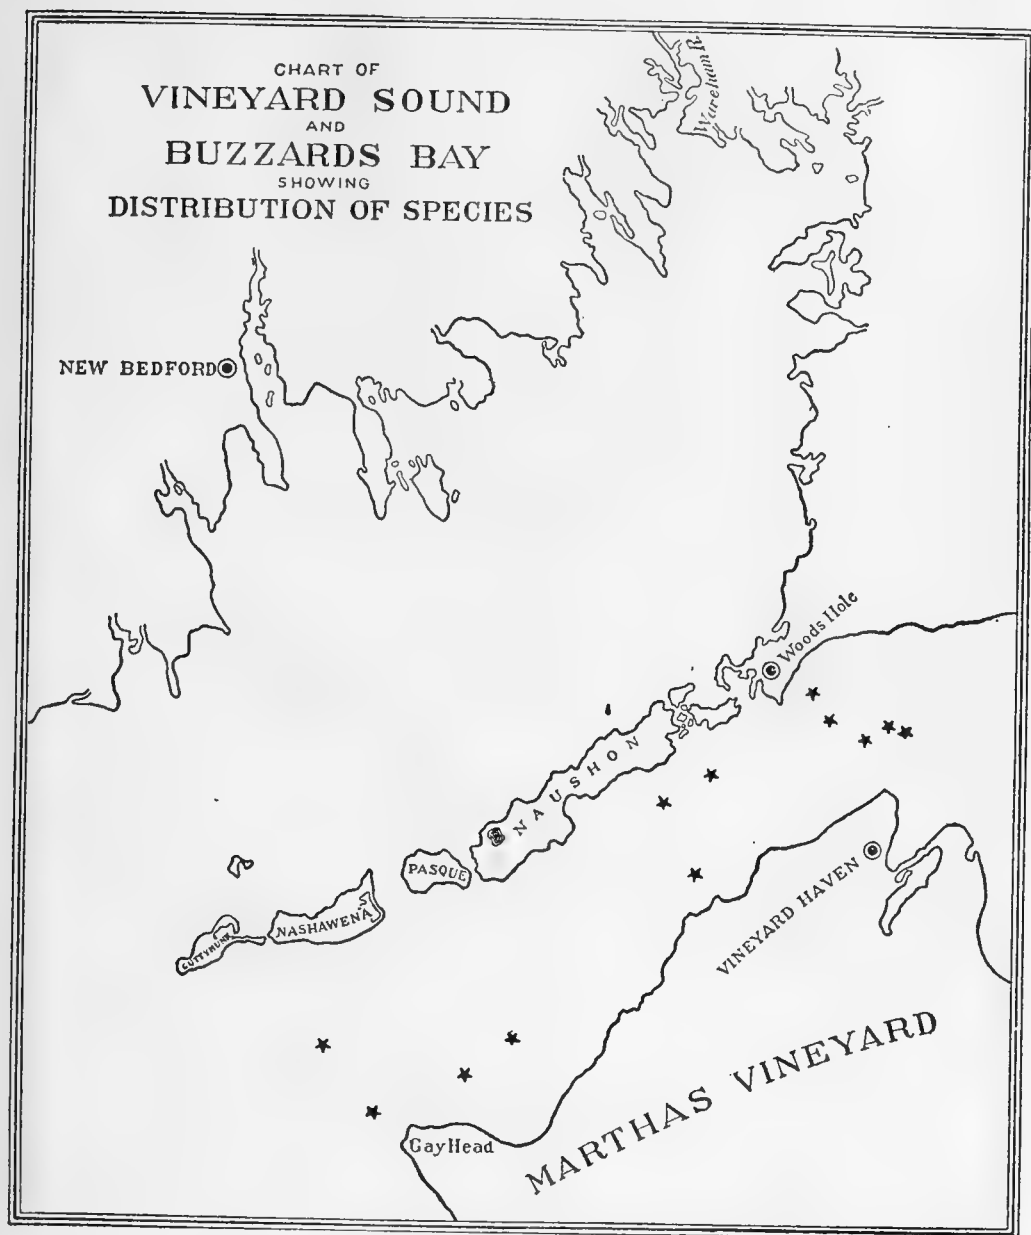 CHART OF
VINEYARD SOUND
AND
BUZZARDS BAY
SHOWING
DISTRIBUTION OF SPECIES
Wareham R.
NEW BEDFORD
Woods Hole
NAUSHON
PASQUE
NASHAWENA
CUTTYHUNK
VINEYARD HAVEN
MARTHAS VINEYARD
Gay Head